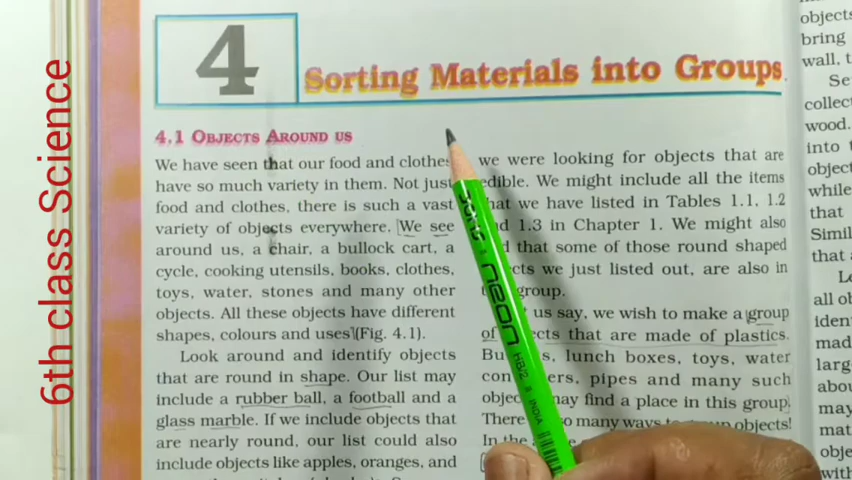 6th class Science
4 Sorting Materials into Groups
4.1 OBJECTS AROUND US
We have seen that our food and clothes
have so much variety in them. Not just
food and clothes, there is such a vast
variety of objects everywhere. We see
around us, a chair, a bullock cart, a
cycle, cooking utensils, books, clothes,
toys, water, stones and many other
objects. All these objects have different
shapes, colours and uses (Fig. 4.1).
Look around and identify objects
that are round in shape. Our list may
include a rubber ball, a football and a
glass marble. If we include objects that
are nearly round, our list could also
include objects like apples, oranges, and
we were looking for objects that are
edible. We might include all the items
that we have listed in Tables 1.1, 1.2
1.3 in Chapter 1. We might also
that some of those round shaped
we just listed out, are also in
group.
us say, we wish to make a group
of that are made of plastics.
lunch boxes, toys, water
pipes and many such
may find a place in this group.
There so many ways to objects!
In the
neon
HB/2
INDIA
objects
bring
wall, t
Se
collec
wood.
into t
object
while
that
Simil
that a
all ob
iden
mad
larg
abo
may
mat
obje
with